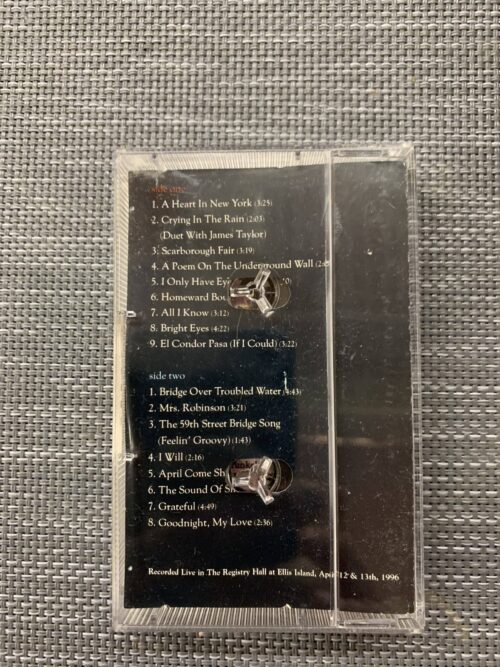 side one
1. A Heart In New York (3:25)
2. Crying In The Rain (2:03)
(Duet With James Taylor)
3. Scarborough Fair (3:19)
4. A Poem On The Underground Wall
5. I Only Have
6. Homeward
7. All I Know (3:12)
8. Bright Eyes (4:22)
9. El Condor Pasa (If I Could) (3:22)
side two
1. Bridge Over Troubled Water (4:43)
2. Mrs. Robinson (3:21)
3. The 59th Street Bridge Song
(Feelin' Groovy) (1:43)
4. I Will (2:16)
5. April Come
6. The Sound Of
7. Grateful (4:49)
8. Goodnight, My Love (2:36)
Recorded Live in The Registry Hall at Ellis Island, April 12 & 13th, 1996